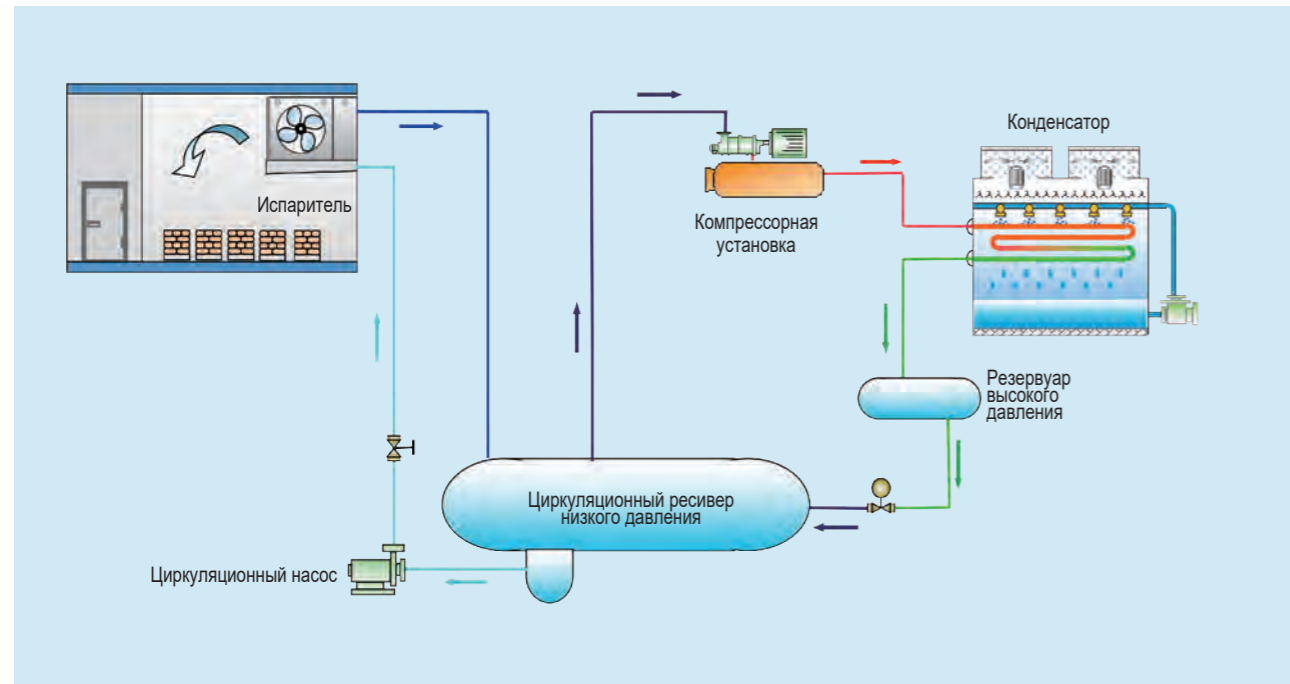 Конденсатор
Испаритель
Компрессорная
установка
Резервуар
высокого
давления
Циркуляционный ресивер
низкого давления
Циркуляционный насос